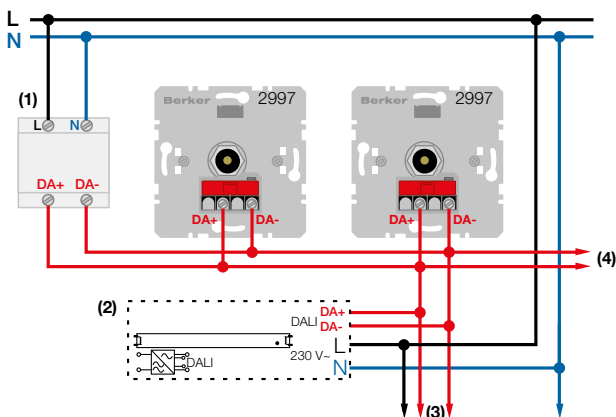 L
N
(1)
L N
DA+ DA-
Berker 2997
DA+ DA-
Berker 2997
DA+ DA-
(4)
(2)
DALI DA+
DA-
L
230 V~
N
DALI
(3)